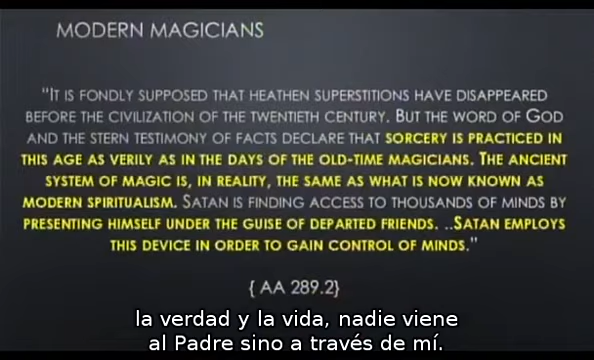 MODERN MAGICIANS
"IT IS FONDLY SUPPOSED THAT HEATHEN SUPERSTITIONS HAVE DISAPPEARED
BEFORE THE CIVILIZATION OF THE TWENTIETH CENTURY. BUT THE WORD OF GOD
AND THE STERN TESTIMONY OF FACTS DECLARE THAT SORCERY IS PRACTICED IN
THIS AGE AS VERILY AS IN THE DAYS OF THE OLD-TIME MAGICIANS. THE ANCIENT
SYSTEM OF MAGIC IS, IN REALITY, THE SAME AS WHAT IS NOW KNOWN AS
MODERN SPIRITUALISM. SATAN IS FINDING ACCESS TO THOUSANDS OF MINDS BY
PRESENTING HIMSELF UNDER THE GUISE OF DEPARTED FRIENDS. ..SATAN EMPLOYS
THIS DEVICE IN ORDER TO GAIN CONTROL OF MINDS."
{ AA 289.2}
la verdad y la vida, nadie viene
al Padre sino a través de mí.